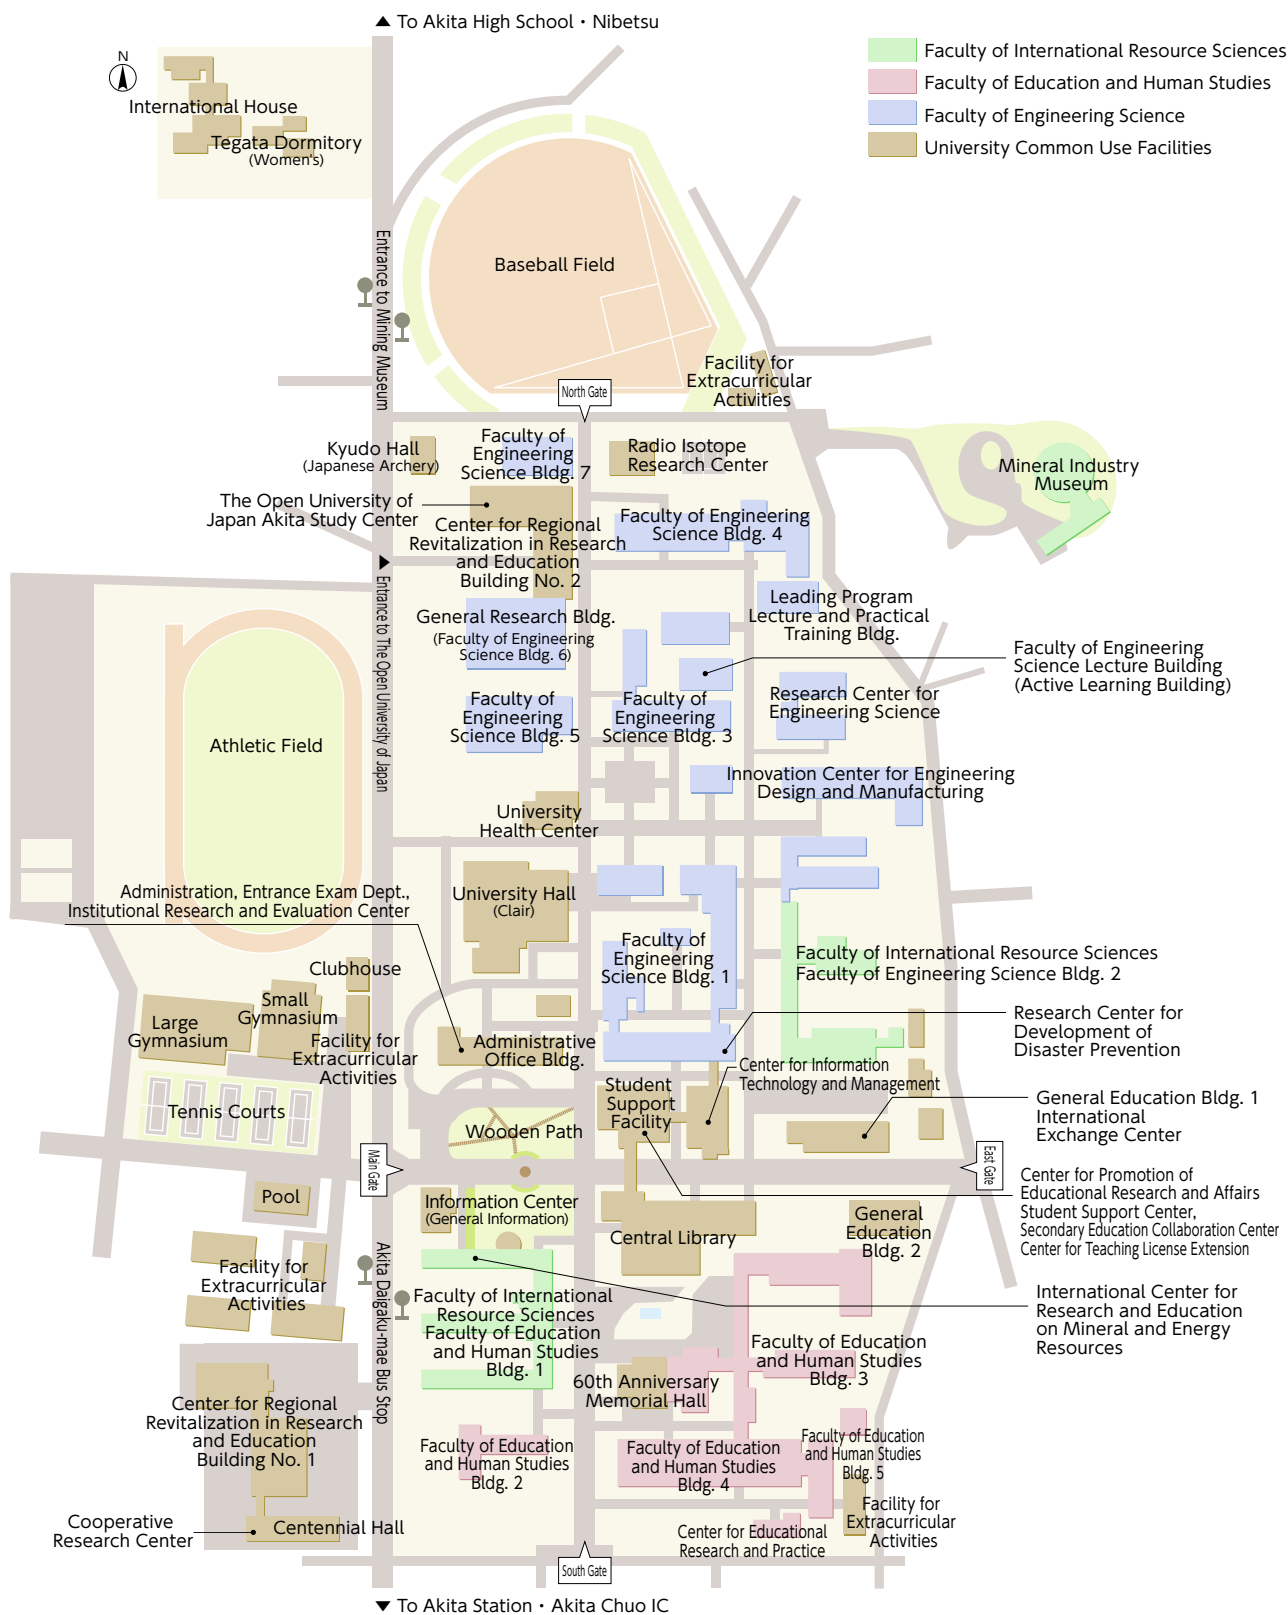 To Akita High School・Nibetsu
N
Faculty of International Resource Sciences
Faculty of Education and Human Studies
Faculty of Engineering Science
University Common Use Facilities
International House
Tegata Dormitory
(Women's)
Entrance to Mining Museum
Baseball Field
Facility for
Extracurricular
Activities
North Gate
Kyudo Hall
(Japanese Archery)
Faculty of
Engineering
Science Bldg. 7
Radio Isotope
Research Center
Mineral Industry
Museum
The Open University of
Japan Akita Study Center
Center for Regional
Revitalization in Research
and Education
Building No. 2
Faculty of Engineering
Science Bldg. 4
Entrance to The Open University of Japan
General Research Bldg.
(Faculty of Engineering
Science Bldg. 6)
Leading Program
Lecture and Practical
Training Bldg.
Faculty of Engineering
Science Lecture Building
(Active Learning Building)
Faculty of
Engineering
Science Bldg. 5
Faculty of
Engineering
Science Bldg. 3
Research Center for
Engineering Science
Athletic Field
Innovation Center for Engineering
Design and Manufacturing
University
Health Center
Administration, Entrance Exam Dept.,
Institutional Research and Evaluation Center
University Hall
(Clair)
Faculty of
Engineering
Science Bldg. 1
Faculty of International Resource Sciences
Faculty of Engineering Science Bldg. 2
Clubhouse
Small
Gymnasium
Large
Gymnasium
Facility for
Extracurricular
Activities
Administrative
Office Bldg.
Research Center for
Development of
Disaster Prevention
Center for Information
Technology and Management
Student
Support
Facility
Tennis Courts
Wooden Path
General Education Bldg. 1
International
Exchange Center
Main Gate
East Gate
Center for Promotion of
Educational Research and Affairs
Student Support Center,
Secondary Education Collaboration Center
Center for Teaching License Extension
Pool
Information Center
(General Information)
Central Library
General
Education
Bldg. 2
Akita Daigaku-mae Bus Stop
Facility for
Extracurricular
Activities
Faculty of International
Resource Sciences
Faculty of Education
and Human Studies
Bldg. 1
International Center for
Research and Education
on Mineral and Energy
Resources
Faculty of Education
and Human Studies
Bldg. 3
60th Anniversary
Memorial Hall
Center for Regional
Revitalization in Research
and Education
Building No. 1
Faculty of Education
and Human Studies
Bldg. 2
Faculty of Education
and Human Studies
Bldg. 4
Faculty of Education
and Human Studies
Bldg. 5
Cooperative
Research Center
Centennial Hall
Center for Educational
Research and Practice
Facility for
Extracurricular
Activities
South Gate
To Akita Station・Akita Chuo IC